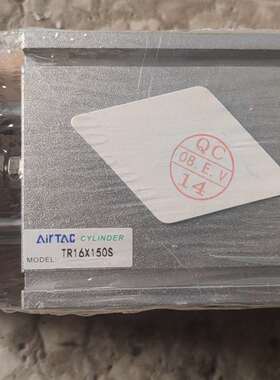 QC
08 E.V
14
AirTAC CYLINDER
MODEL: TR16X150S